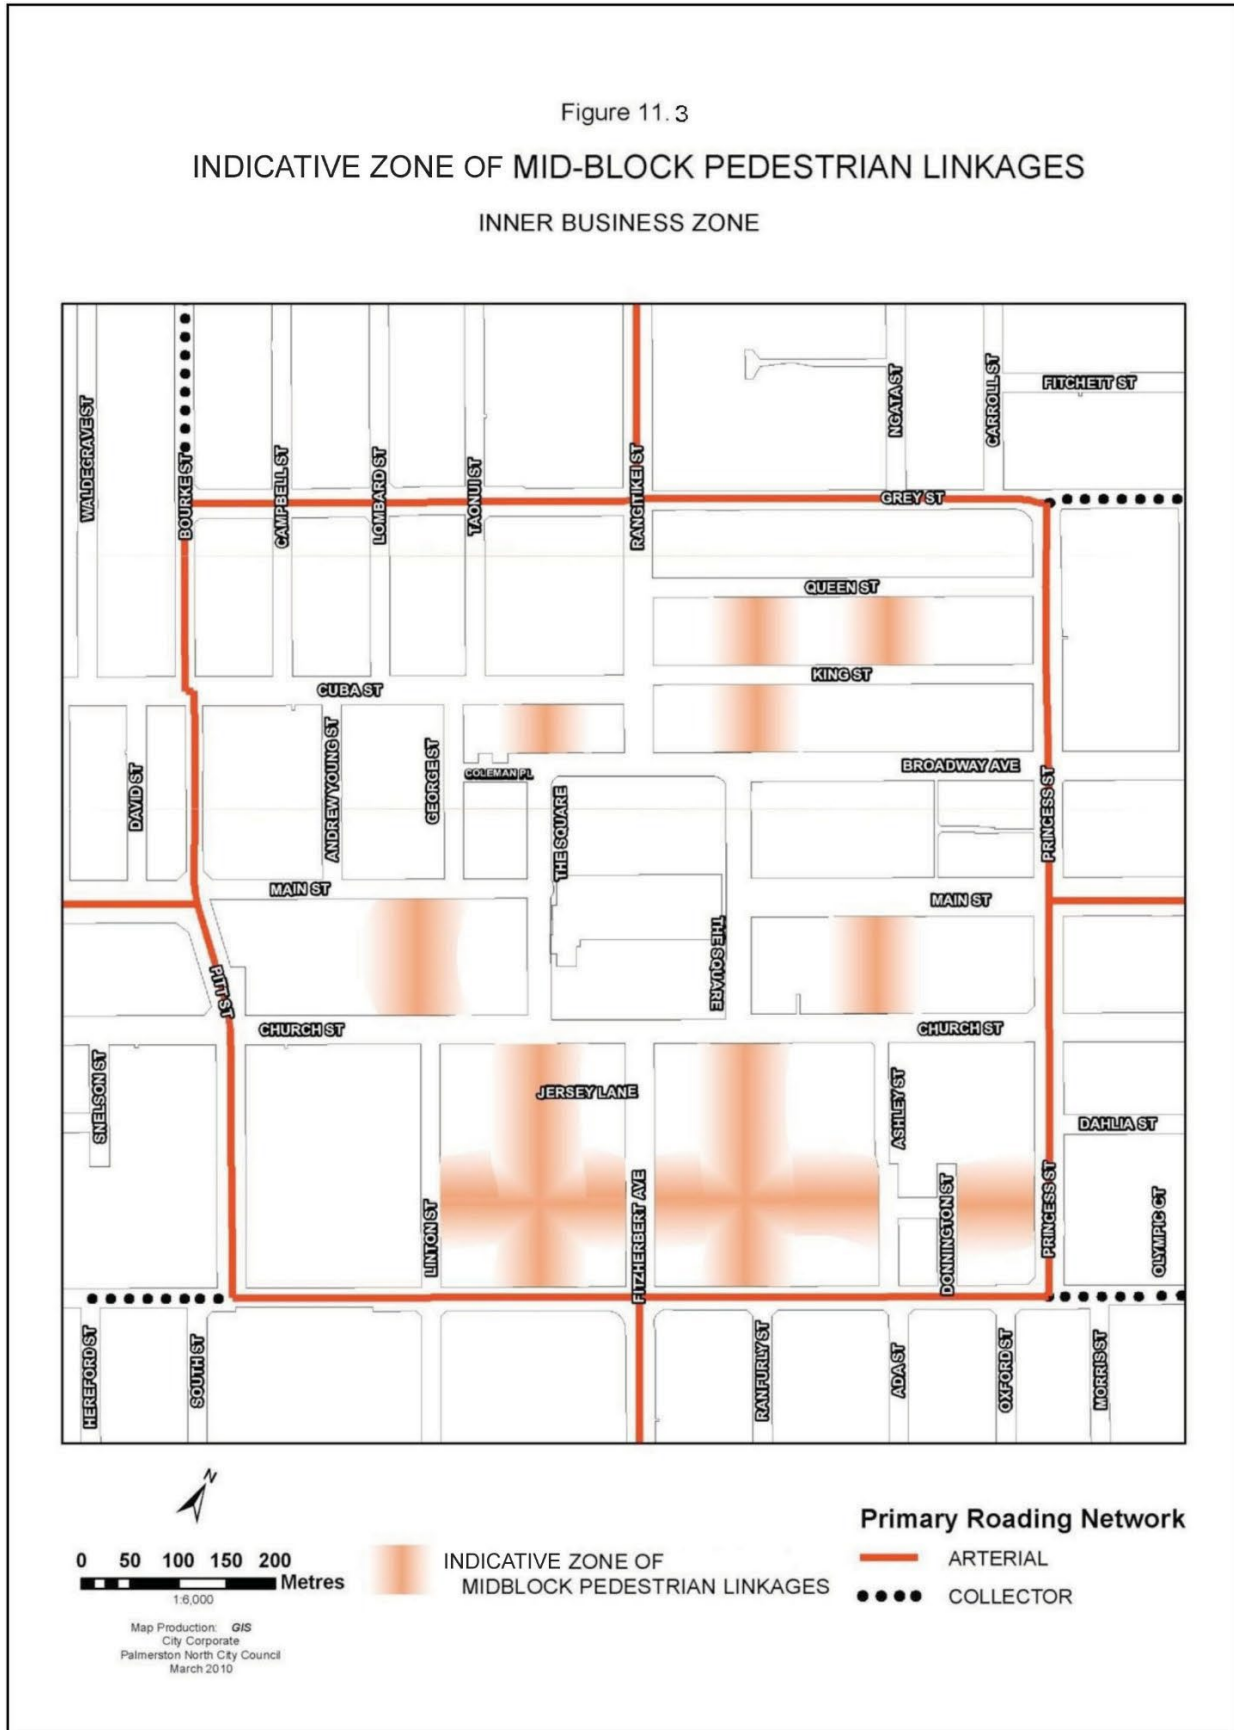 Figure 11. 3
INDICATIVE ZONE OF MID-BLOCK PEDESTRIAN LINKAGES
INNER BUSINESS ZONE
WALDEGRAVE ST
BOURKE ST
CAMPBELL ST
LOMBARD ST
TAONUI ST
RANGITIKEI ST
NGATA ST
CARROLL ST
FITCHETT ST
GREY ST
QUEEN ST
KING ST
CUBA ST
DAVID ST
ANDREW YOUNG ST
GEORGE ST
COLEMAN PL
THE SQUARE
BROADWAY AVE
PRINCESS ST
MAIN ST
MAIN ST
THE SQUARE
PITT ST
CHURCH ST
CHURCH ST
SNELSON ST
JERSEY LANE
ASHLEY ST
DAHLIA ST
LINTON ST
FITZHERBERT AVE
DONNINGTON ST
PRINCESS ST
OLYMPIC CT
HEREFORD ST
SOUTH ST
RANFURLY ST
ADA ST
OXFORD ST
MORRIS ST
N
0 50 100 150 200
Metres
1:6,000
Map Production: GIS
City Corporate
Palmerston North City Council
March 2010
INDICATIVE ZONE OF
MIDBLOCK PEDESTRIAN LINKAGES
Primary Roading Network
ARTERIAL
COLLECTOR